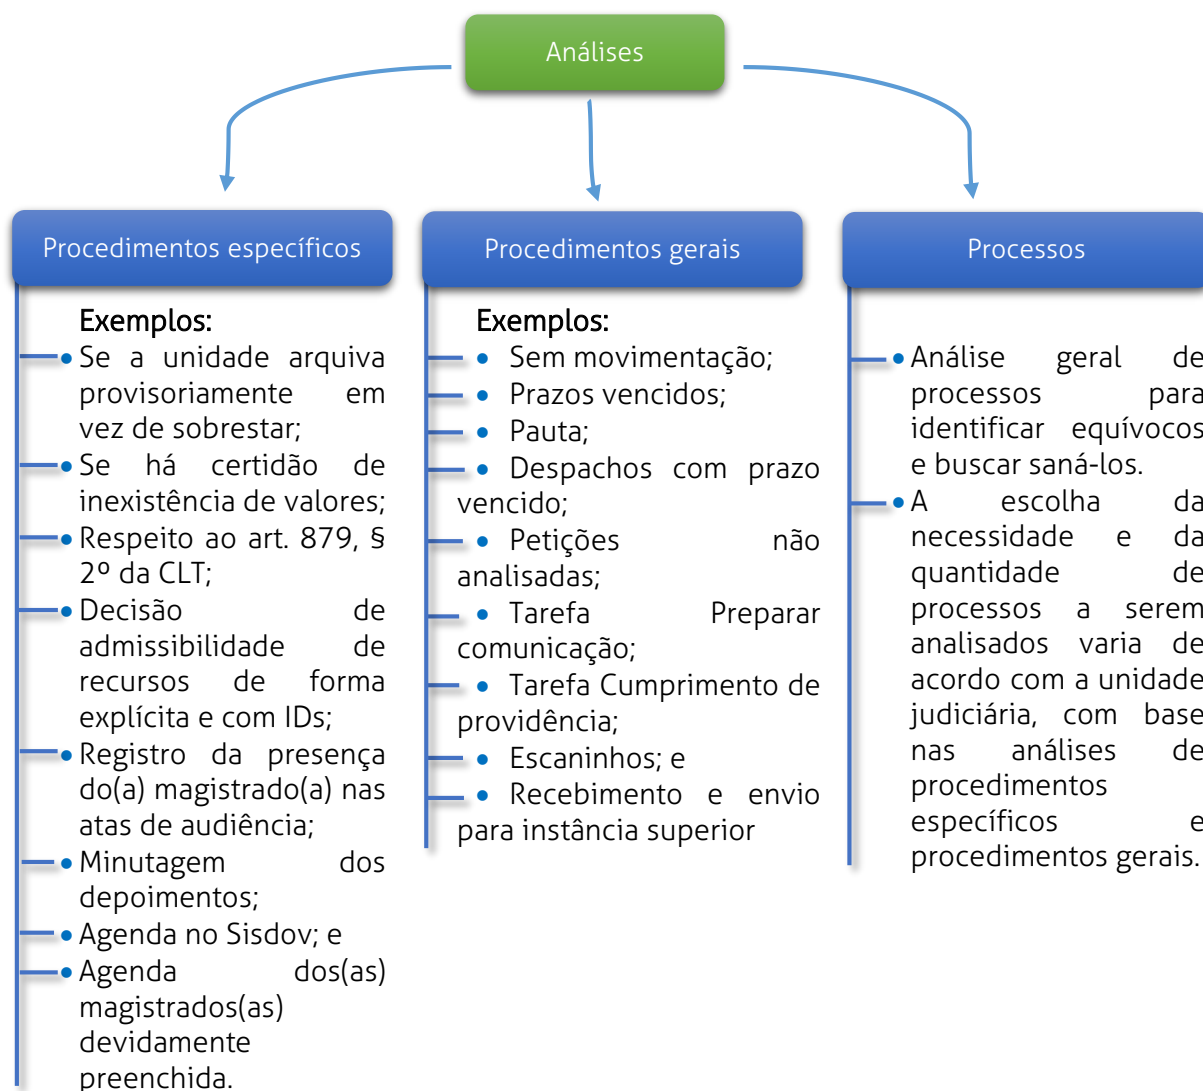 Análises
Procedimentos específicos
Exemplos:
Se a unidade arquiva
provisoriamente em
vez de sobrestar;
Se há certidão de
inexistência de valores;
Respeito ao art. 879, §
2º da CLT;
Decisão de
admissibilidade de
recursos de forma
explícita e com IDs;
Registro da presença
do(a) magistrado(a) nas
atas de audiência;
Minutagem dos
depoimentos;
Agenda no Sisdov; e
Agenda dos(as)
magistrados(as)
devidamente
preenchida.
Procedimentos gerais
Exemplos:
Sem movimentação;
Prazos vencidos;
Pauta;
Despachos com prazo
vencido;
Petições não
analisadas;
Tarefa Preparar
comunicação;
Tarefa Cumprimento de
providência;
Escaninhos; e
Recebimento e envio
para instância superior
Processos
Análise geral de
processos para
identificar equívocos
e buscar saná-los.
A escolha da
necessidade e da
quantidade de
processos a serem
analisados varia de
acordo com a unidade
judiciária, com base
nas análises de
procedimentos
específicos e
procedimentos gerais.